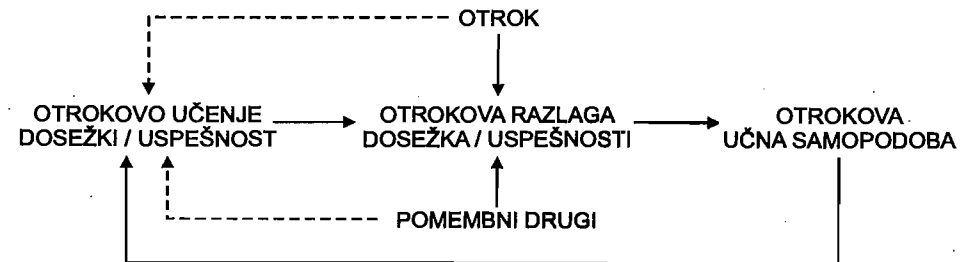 OTROK
OTROKOVO UČENJE
DOSEŽKI / USPEŠNOST
OTROKOVA RAZLAGA
DOSEŽKA / USPEŠNOSTI
OTROKOVA
UČNA SAMOPODOBA
POMEMBNI DRUGI